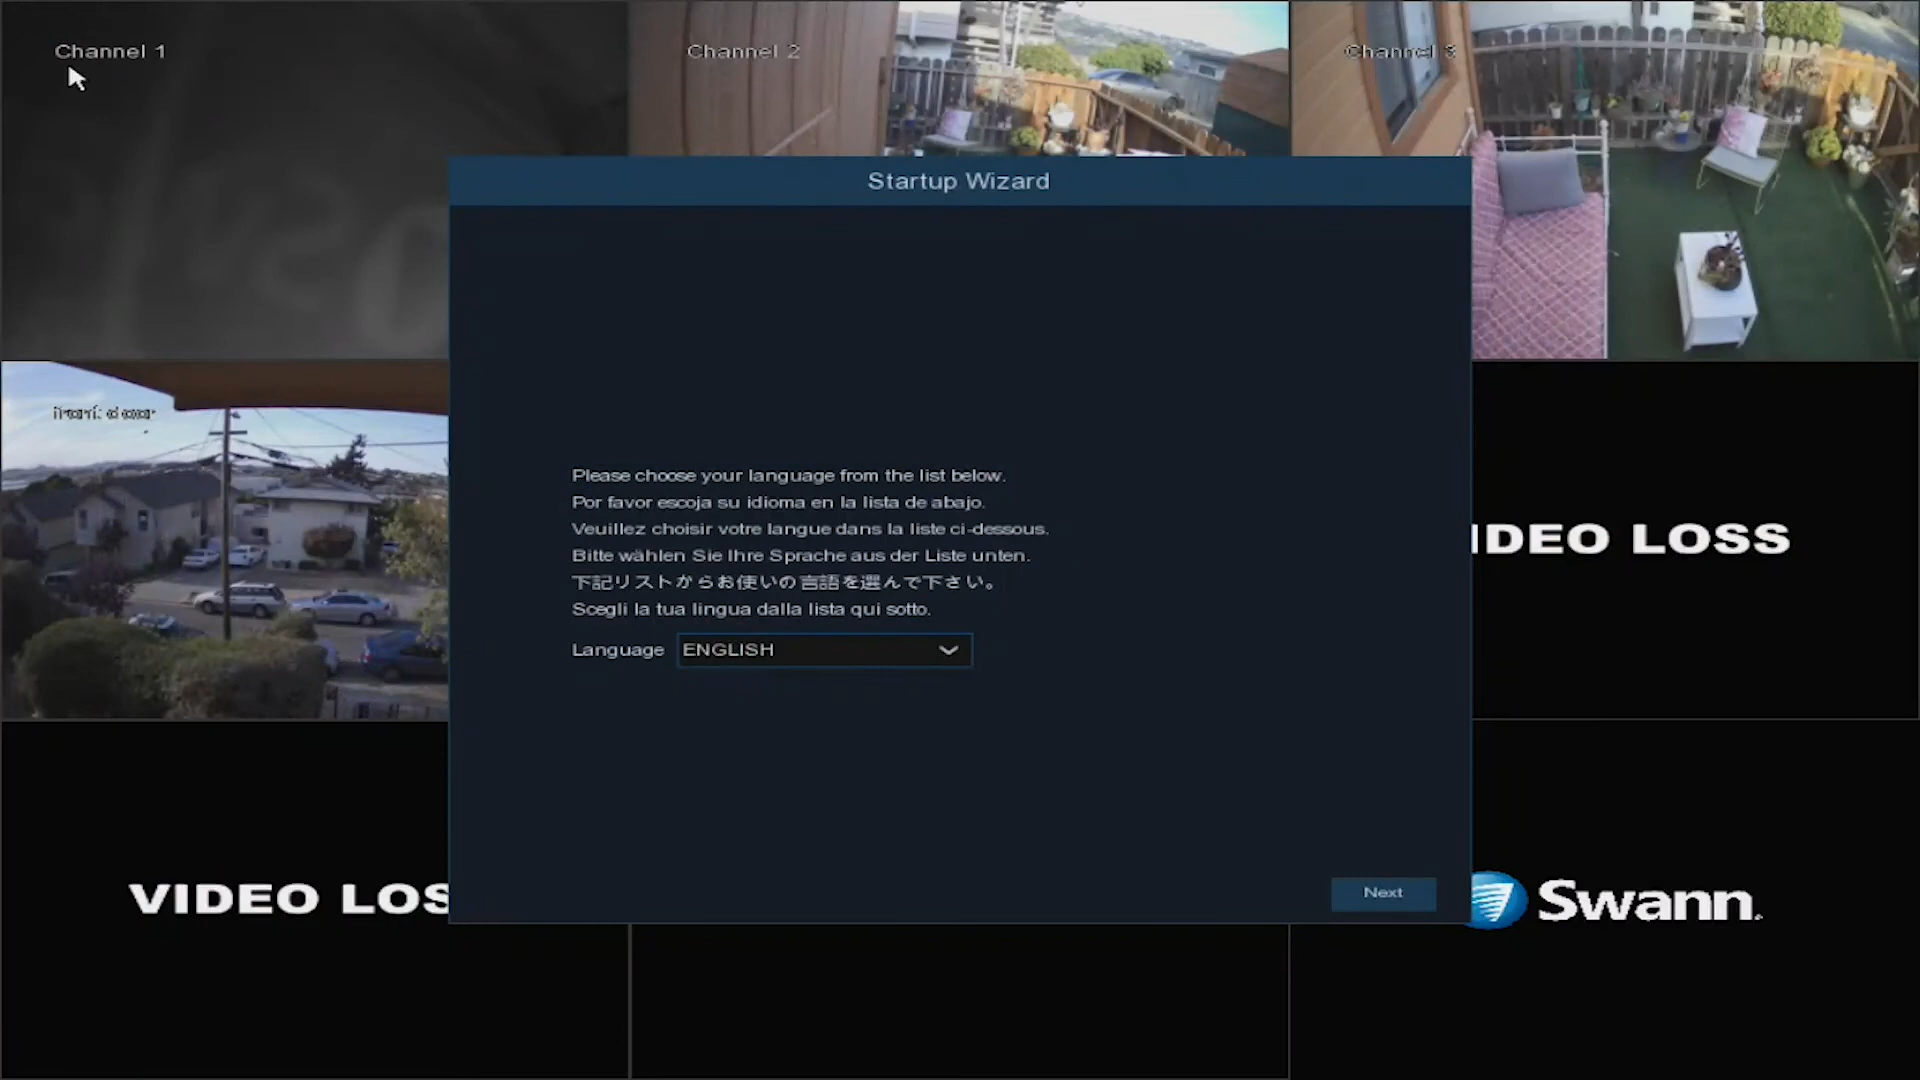 Channel 1
Channel 2
Channel 3
Startup Wizard
front door
Please choose your language from the list below.
Por favor escoja su idioma en la lista de abajo.
Veuillez choisir votre langue dans la liste ci-dessous.
Bitte wählen Sie Ihre Sprache aus der Liste unten.
下記リストからお使いの言語を選んで下さい。
Scegli la tua lingua dalla lista qui sotto.
Language ENGLISH
IDEO LOSS
VIDEO LOS
Next
Swann.